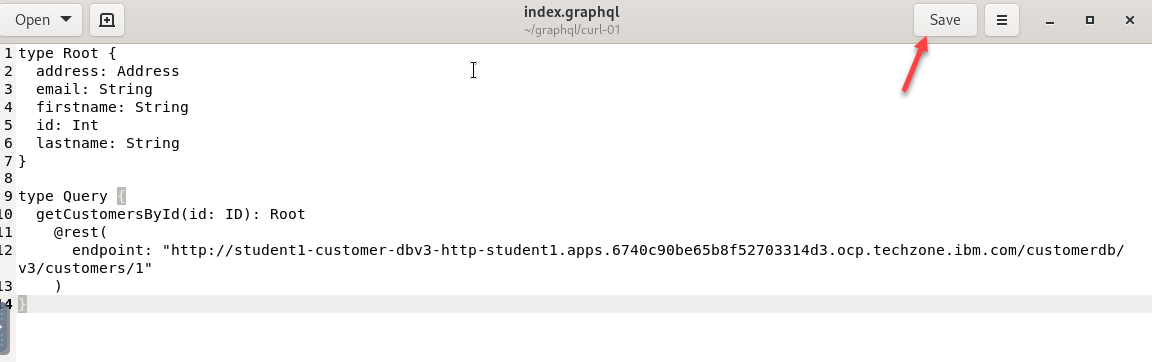 Open
index.graphql
~/graphql/curl-01
Save
1 type Root {
2   address: Address
3   email: String
4   firstname: String
5   id: Int
6   lastname: String
7 }
8
9 type Query {
10   getCustomersById(id: ID): Root
11     @rest(
12       endpoint: "http://student1-customer-dbv3-http-student1.apps.6740c90be65b8f52703314d3.ocp.techzone.ibm.com/customerdb/
v3/customers/1"
13     )
14 }